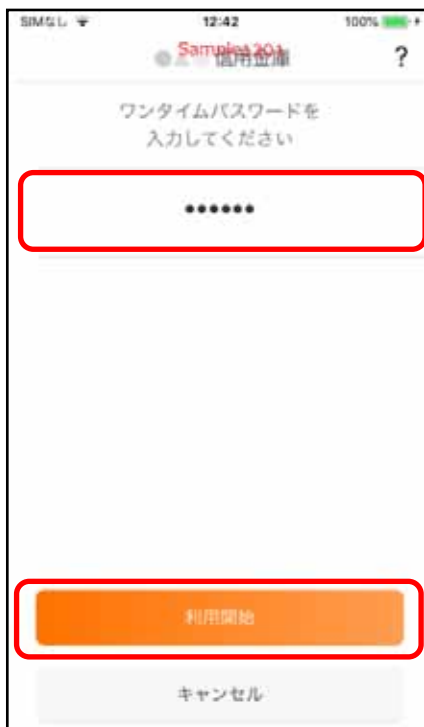 SIMなし 12:42 100%
信用金庫 ?
ワンタイムパスワードを
入力してください
••••••
利用開始
キャンセル